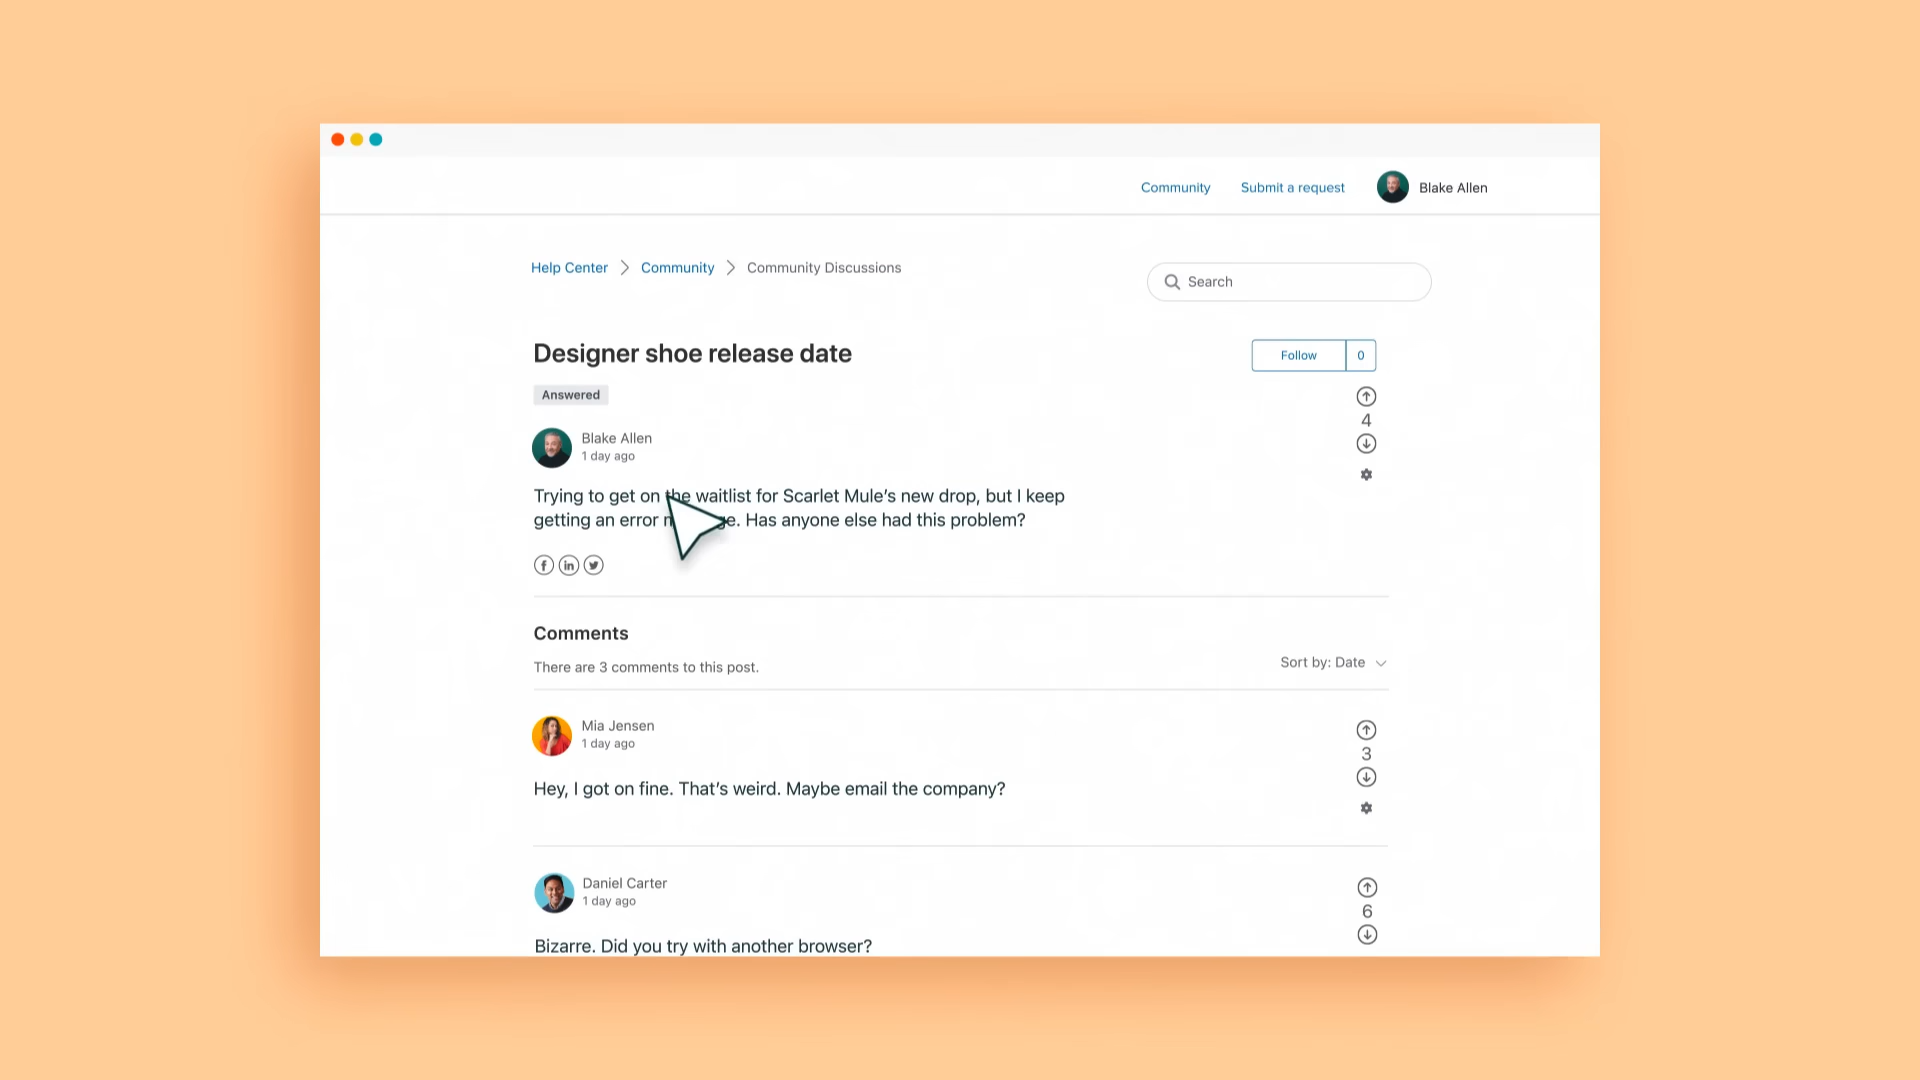 Community Submit a request Blake Allen
Help Center Community Community Discussions
Search
Designer shoe release date
Follow 0
Answered
4
Blake Allen
1 day ago
Trying to get on the waitlist for Scarlet Mule’s new drop, but I keep
getting an error. Has anyone else had this problem?
Comments
There are 3 comments to this post.
Sort by: Date
Mia Jensen
1 day ago
3
Hey, I got on fine. That’s weird. Maybe email the company?
Daniel Carter
1 day ago
6
Bizarre. Did you try with another browser?